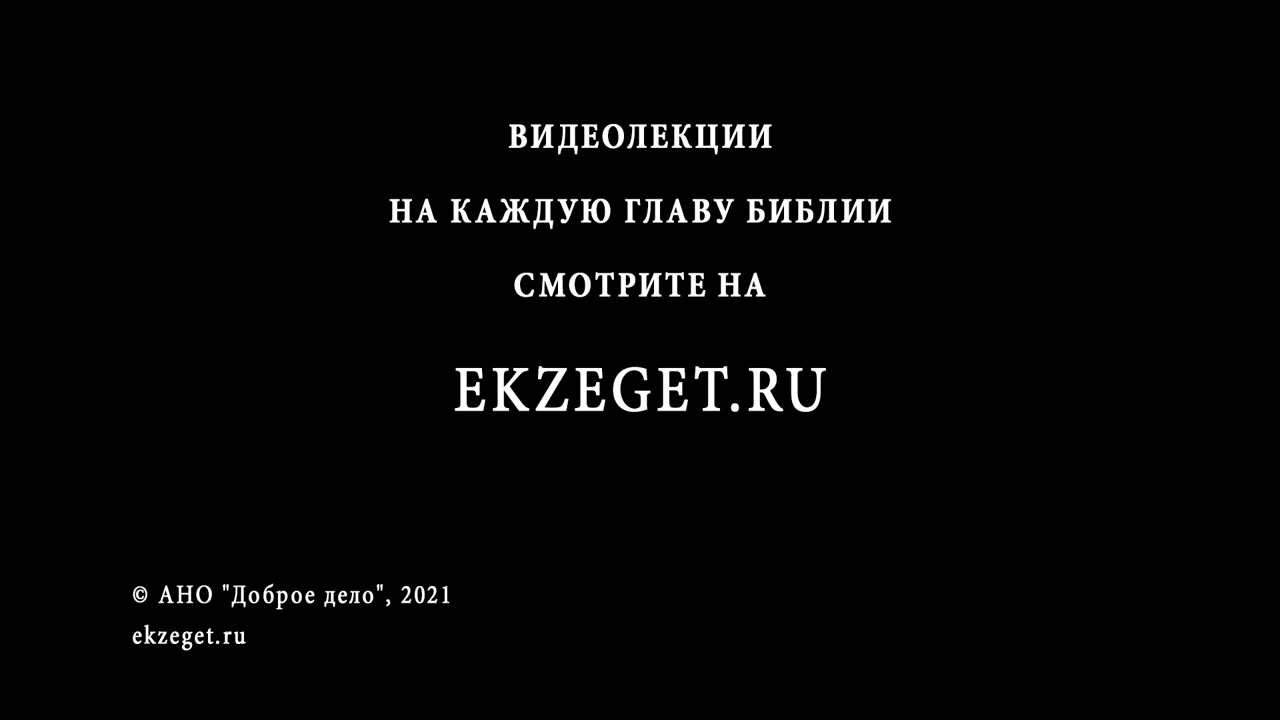 ВИДЕОЛЕКЦИИ
НА КАЖДУЮ ГЛАВУ БИБЛИИ
СМОТРИТЕ НА
EKZEGET.RU
© АНО "Доброе дело", 2021
ekzeget.ru